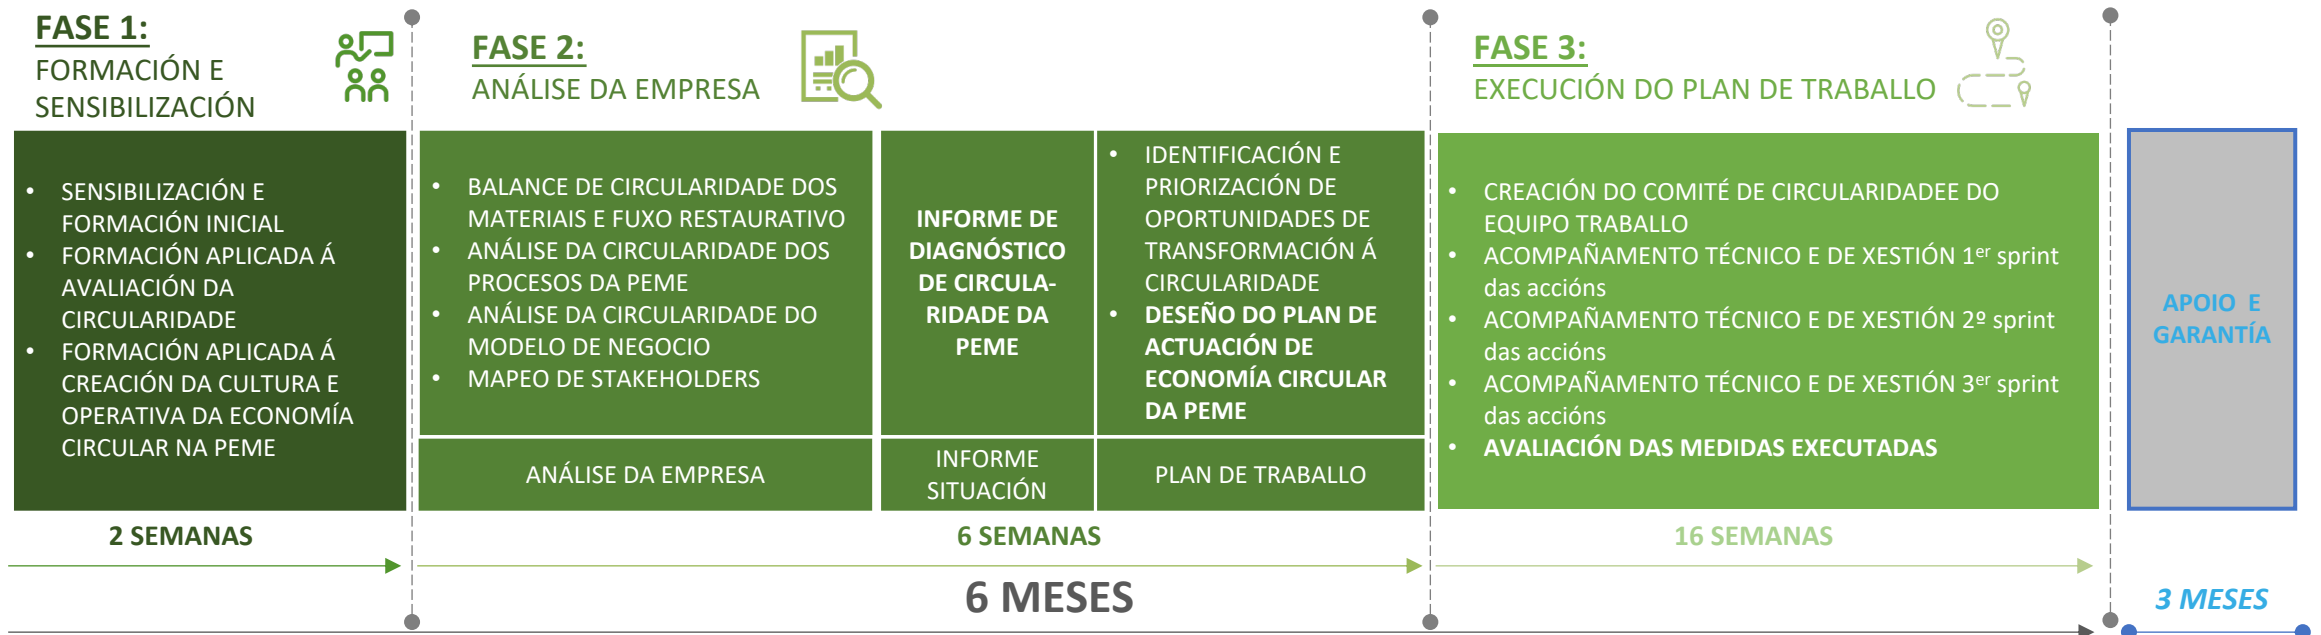 FASE 1:
FORMACIÓN E
SENSIBILIZACIÓN
• SENSIBILIZACIÓN E
FORMACIÓN INICIAL
• FORMACIÓN APLICADA Á
AVALIACIÓN DA
CIRCULARIDADE
• FORMACIÓN APLICADA Á
CREACIÓN DA CULTURA E
OPERATIVA DA ECONOMÍA
CIRCULAR NA PEME
2 SEMANAS
FASE 2:
ANÁLISE DA EMPRESA
• BALANCE DE CIRCULARIDADE DOS
MATERIAIS E FUXO RESTAURATIVO
• ANÁLISE DA CIRCULARIDADE DOS
PROCESOS DA PEME
• ANÁLISE DA CIRCULARIDADE DO
MODELO DE NEGOCIO
• MAPEO DE STAKEHOLDERS
ANÁLISE DA EMPRESA
INFORME DE
DIAGNÓSTICO
DE CIRCULA-
RIDADE DA
PEME
INFORME
SITUACIÓN
• IDENTIFICACIÓN E
PRIORIZACIÓN DE
OPORTUNIDADES DE
TRANSFORMACIÓN Á
CIRCULARIDADE
• DESEÑO DO PLAN DE
ACTUACIÓN DE
ECONOMÍA CIRCULAR
DA PEME
PLAN DE TRABALLO
6 SEMANAS
FASE 3:
EXECUCIÓN DO PLAN DE TRABALLO
• CREACIÓN DO COMITÉ DE CIRCULARIDADEE DO
EQUIPO TRABALLO
• ACOMPAÑAMENTO TÉCNICO E DE XESTIÓN 1er sprint
das accións
• ACOMPAÑAMENTO TÉCNICO E DE XESTIÓN 2º sprint
das accións
• ACOMPAÑAMENTO TÉCNICO E DE XESTIÓN 3er sprint
das accións
• AVALIACIÓN DAS MEDIDAS EXECUTADAS
16 SEMANAS
6 MESES
APOIO E
GARANTÍA
3 MESES